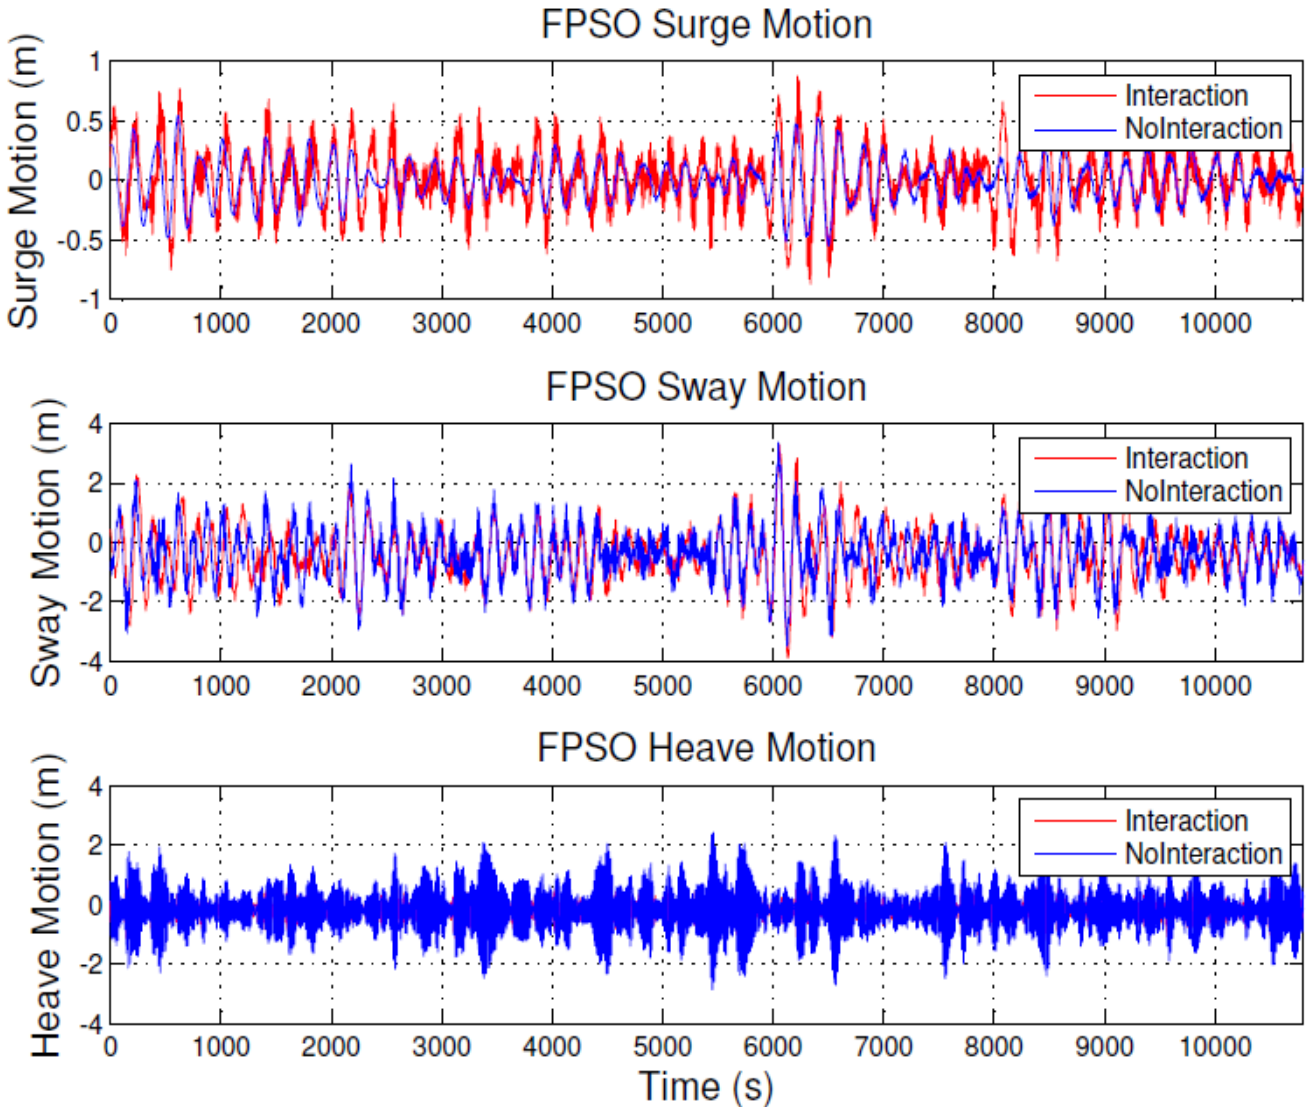 FPSO Surge Motion
Surge Motion (m)
1
0.5
0
-0.5
-1
Interaction
NoInteraction
0 1000 2000 3000 4000 5000 6000 7000 8000 9000 10000
FPSO Sway Motion
Sway Motion (m)
4
2
0
-2
-4
Interaction
NoInteraction
0 1000 2000 3000 4000 5000 6000 7000 8000 9000 10000
FPSO Heave Motion
Heave Motion (m)
4
2
0
-2
-4
Interaction
NoInteraction
0 1000 2000 3000 4000 5000 6000 7000 8000 9000 10000
Time (s)